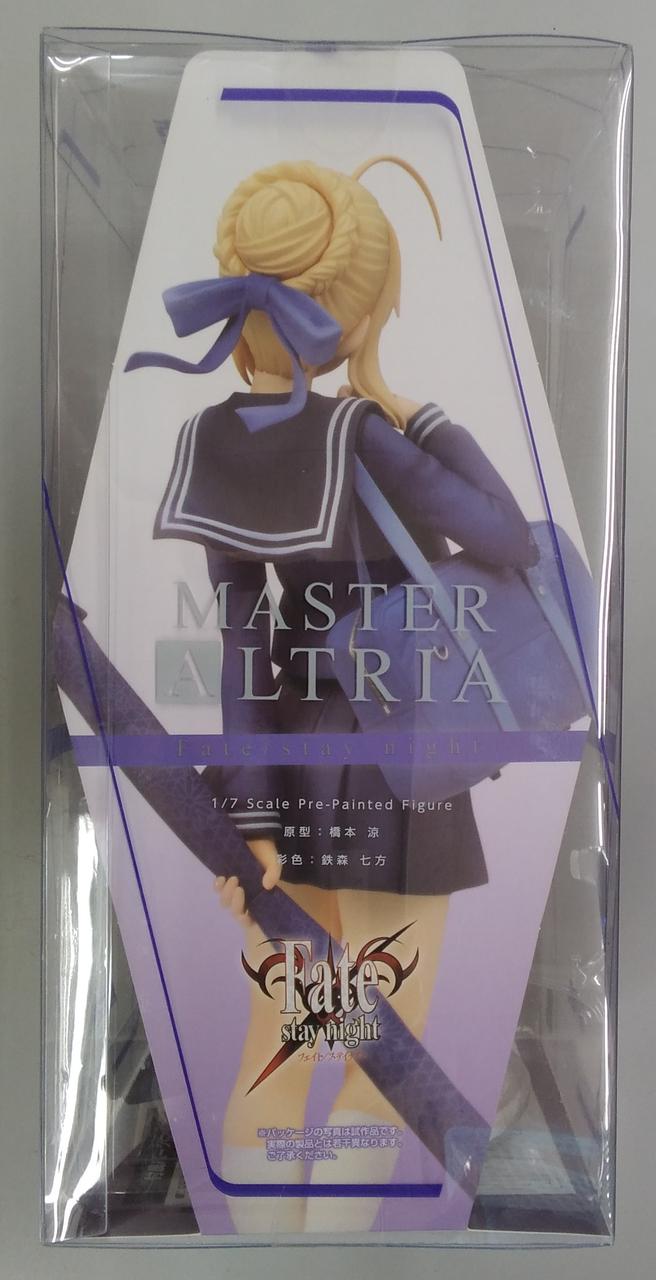 MASTER
ALTRIA
Fate/stay night
1/7 Scale Pre-Painted Figure
原型：橋本 涼
彩色：鉄森 七方
Fate
stay night
フェイト/ステイナイト
※パッケージの写真は試作品です。
実際の製品とは若干異なります。
ご了承ください。